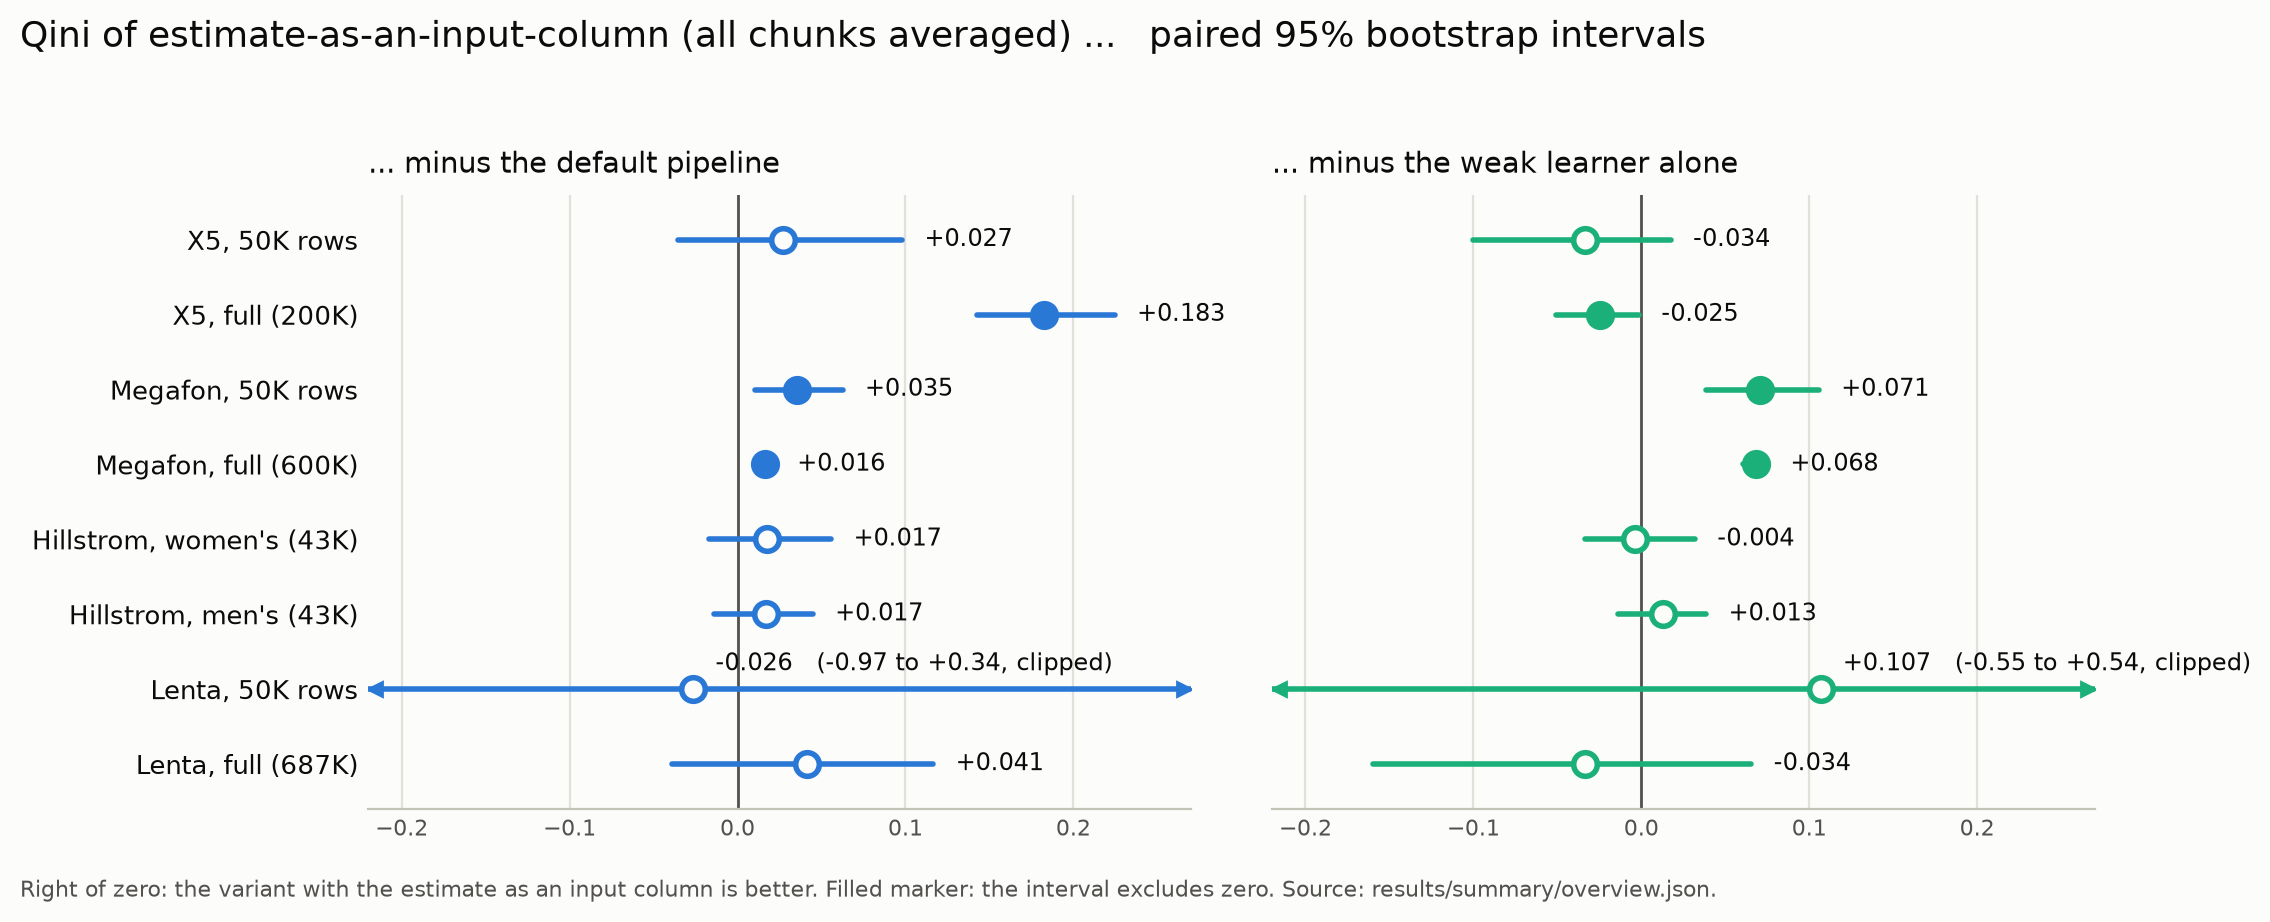 Qini of estimate-as-an-input-column (all chunks averaged) ...   paired 95% bootstrap intervals
... minus the default pipeline
... minus the weak learner alone
X5, 50K rows
+0.027
-0.034
X5, full (200K)
+0.183
-0.025
Megafon, 50K rows
+0.035
+0.071
Megafon, full (600K)
+0.016
+0.068
Hillstrom, women's (43K)
+0.017
-0.004
Hillstrom, men's (43K)
+0.017
+0.013
-0.026   (-0.97 to +0.34, clipped)
+0.107   (-0.55 to +0.54, clipped)
Lenta, 50K rows
Lenta, full (687K)
+0.041
-0.034
−0.2 −0.1 0.0 0.1 0.2
−0.2 −0.1 0.0 0.1 0.2
Right of zero: the variant with the estimate as an input column is better. Filled marker: the interval excludes zero. Source: results/summary/overview.json.